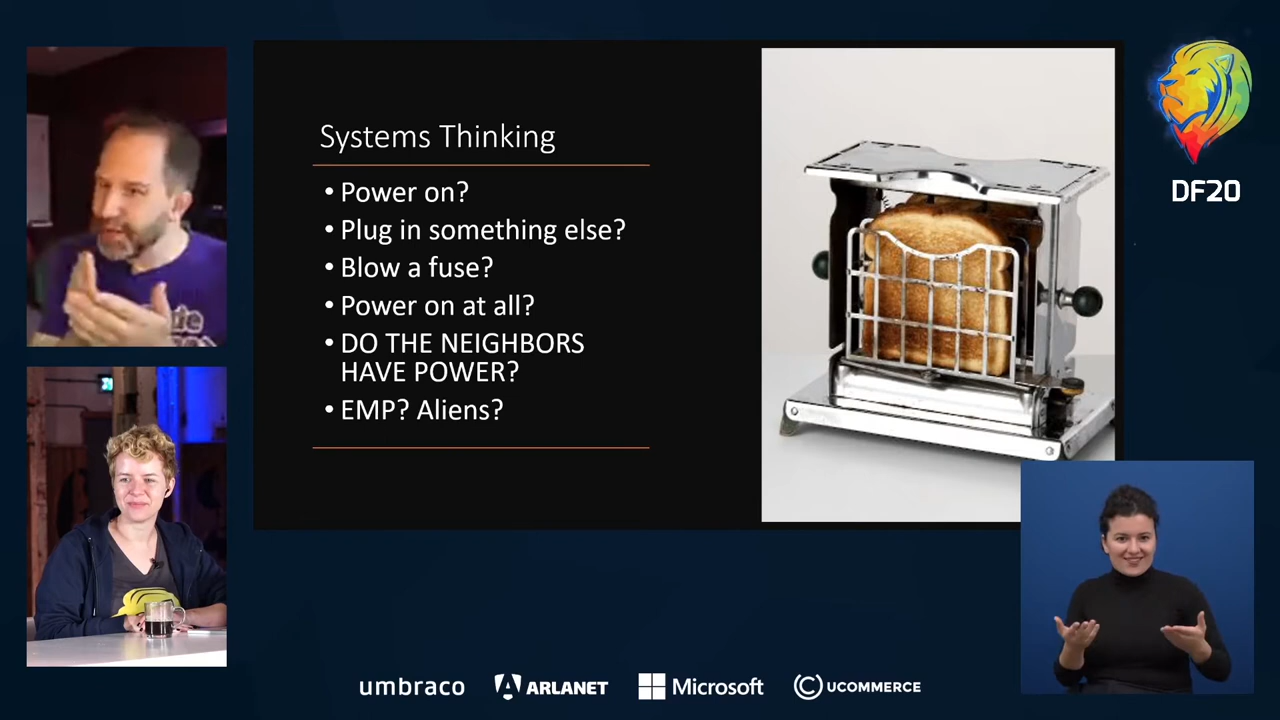 Systems Thinking
• Power on?
• Plug in something else?
• Blow a fuse?
• Power on at all?
• DO THE NEIGHBORS
HAVE POWER?
• EMP? Aliens?
DF20
umbraco
ARLANET
Microsoft
UCOMMERCE